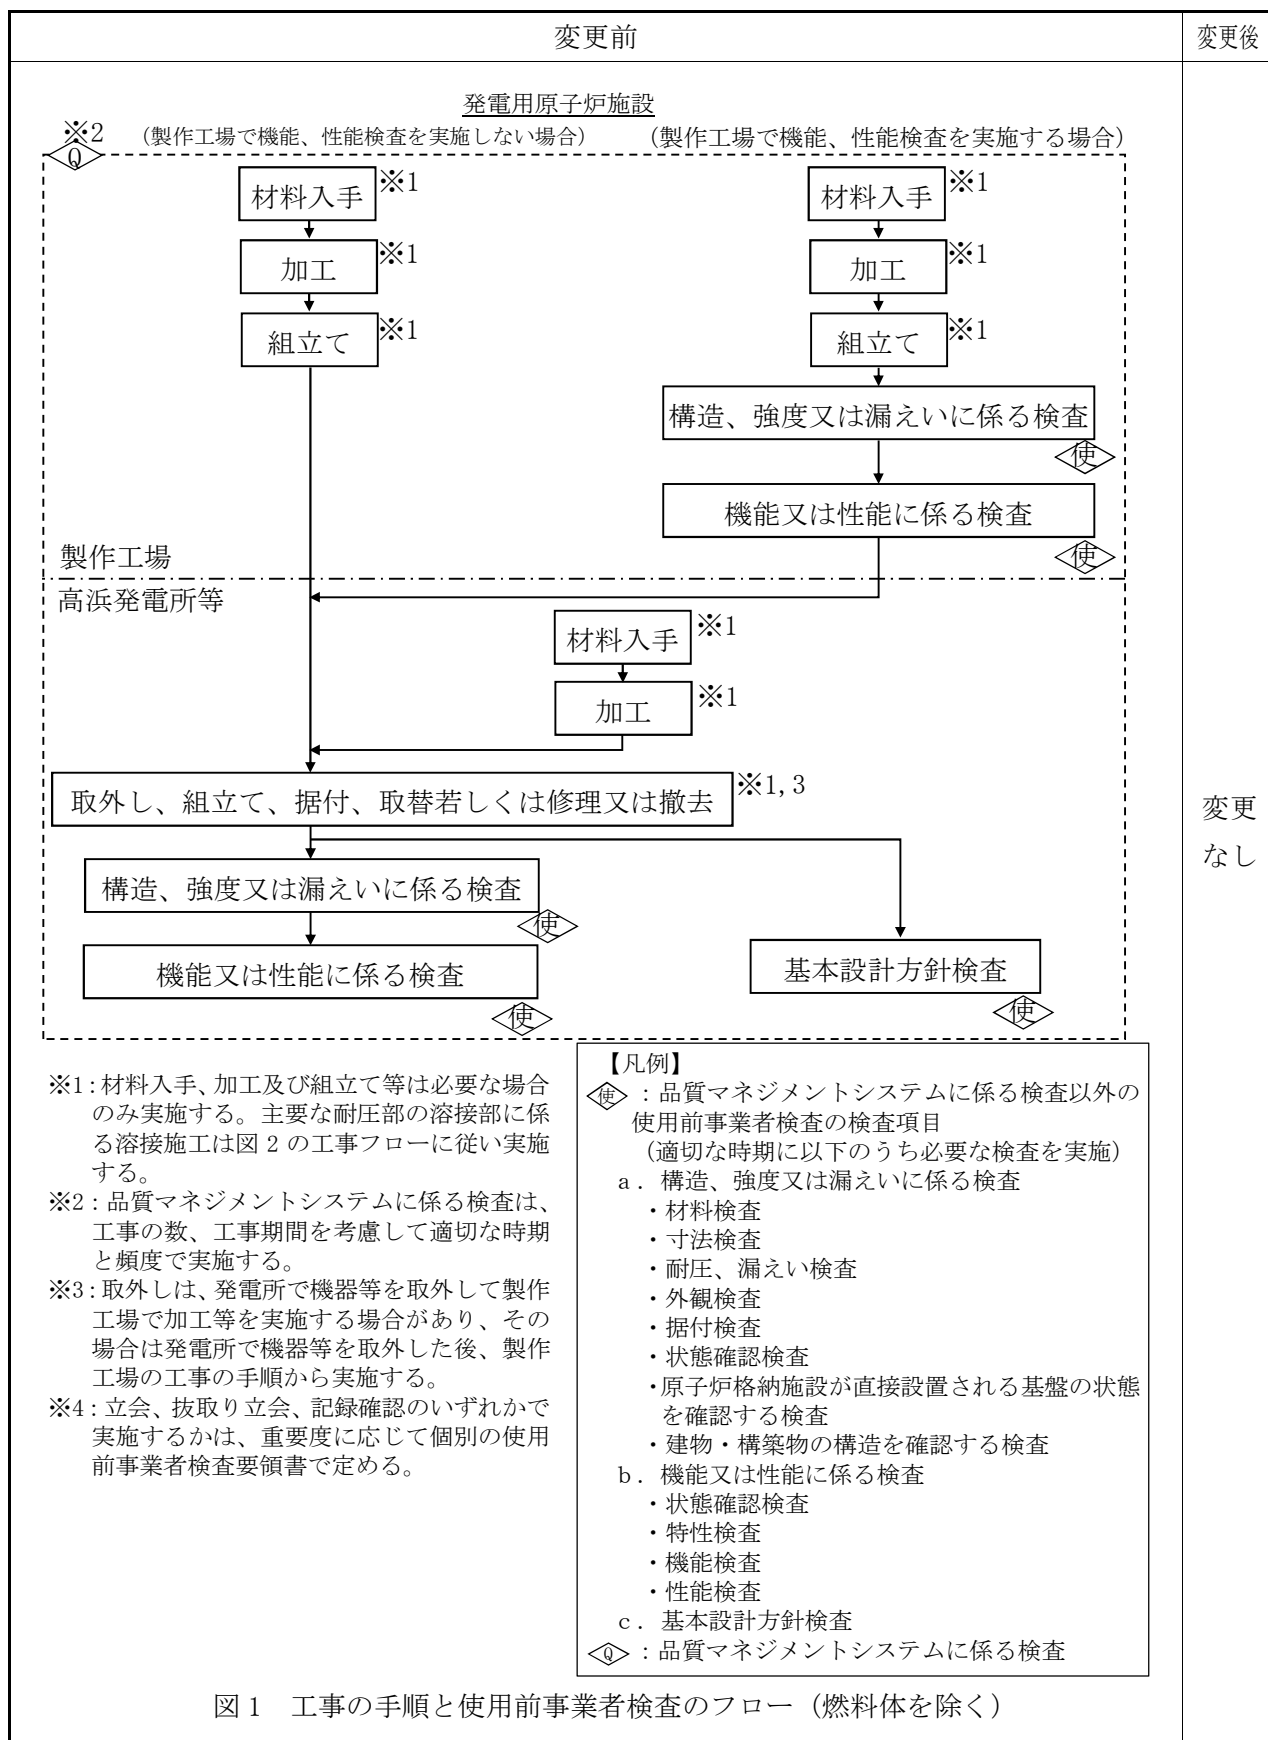 変更前
変更後
発電用原子炉施設
※2
Q
（製作工場で機能、性能検査を実施しない場合）
（製作工場で機能、性能検査を実施する場合）
材料入手
※1
材料入手
※1
加工
※1
加工
※1
組立て
※1
組立て
※1
構造、強度又は漏えいに係る検査
使
機能又は性能に係る検査
使
製作工場
高浜発電所等
材料入手
※1
加工
※1
取外し、組立て、据付、取替若しくは修理又は撤去
※1,3
変更
なし
構造、強度又は漏えいに係る検査
使
機能又は性能に係る検査
使
基本設計方針検査
使
※1：材料入手、加工及び組立て等は必要な場合
のみ実施する。主要な耐圧部の溶接部に係
る溶接施工は図2の工事フローに従い実施
する。
※2：品質マネジメントシステムに係る検査は、
工事の数、工事期間を考慮して適切な時期
と頻度で実施する。
※3：取外しは、発電所で機器等を取外して製作
工場で加工等を実施する場合があり、その
場合は発電所で機器等を取外した後、製作
工場の工事の手順から実施する。
※4：立会、抜取り立会、記録確認のいずれかで
実施するかは、重要度に応じて個別の使用
前事業者検査要領書で定める。
【凡例】
使：品質マネジメントシステムに係る検査以外の
使用前事業者検査の検査項目
（適切な時期に以下のうち必要な検査を実施）
a．構造、強度又は漏えいに係る検査
・材料検査
・寸法検査
・耐圧、漏えい検査
・外観検査
・据付検査
・状態確認検査
・原子炉格納施設が直接設置される基盤の状態
を確認する検査
・建物・構築物の構造を確認する検査
b．機能又は性能に係る検査
・状態確認検査
・特性検査
・機能検査
・性能検査
c．基本設計方針検査
Q：品質マネジメントシステムに係る検査
図1　工事の手順と使用前事業者検査のフロー（燃料体を除く）